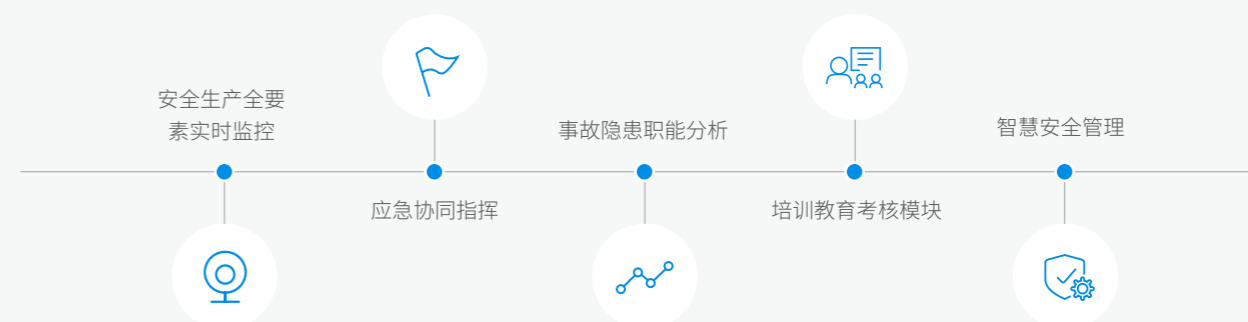 安全生产全要
素实时监控
应急协同指挥
事故隐患职能分析
培训教育考核模块
智慧安全管理